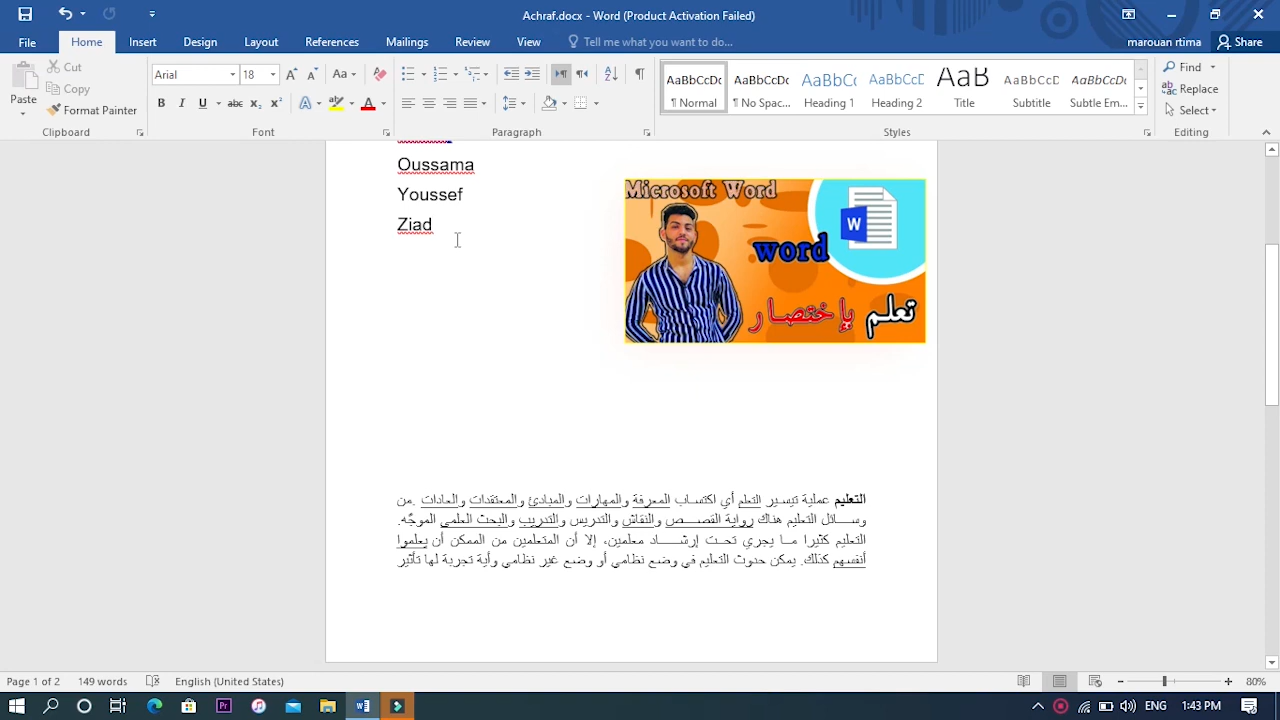 Achraf.docx - Word (Product Activation Failed)
File Home Insert Design Layout References Mailings Review View Tell me what you want to do... marouan rtima Share
Paste
Cut
Copy
Format Painter
Clipboard
Arial 18
Font
Paragraph
AaBbCcDc AaBbCcDc AaBbCc AaBbCcD AaB AaBbCcD AaBbCcD
¶ Normal ¶ No Spac... Heading 1 Heading 2 Title Subtitle Subtle Em...
Styles
Find
Replace
Select
Editing
Oussama
Youssef
Ziad
Microsoft Word
W
word
تعلم بإختصار
التعليم عملية تيسير التعلم أي اكتساب المعرفة والمهارات والمبادئ والمعتقدات والعادات .من
وسائل التعليم هناك رواية القصص والنقاش والتدريس والتدريب والبحث العلمي الموجَّه.
التعليم كثيرا ما يجري تحت إرشاد معلمين، إلا أن المتعلمين من الممكن أن يعلموا
أنفسهم كذلك. يمكن حدوث التعليم في وضع نظامي أو وضع غير نظامي وأية تجربة لها تأثير
Page 1 of 2 149 words English (United States) 80%
Pr ENG 1:43 PM